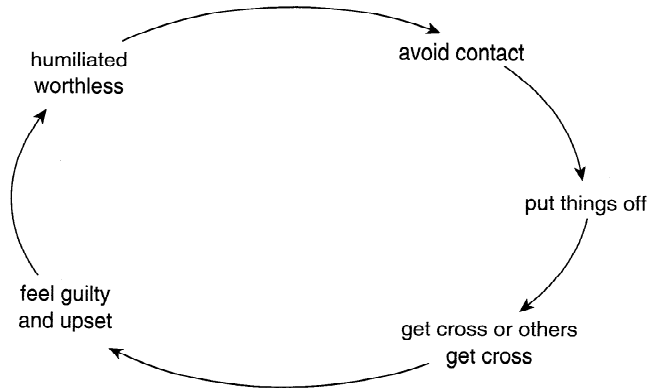 humiliated
worthless
avoid contact
put things off
get cross or others
get cross
feel guilty
and upset